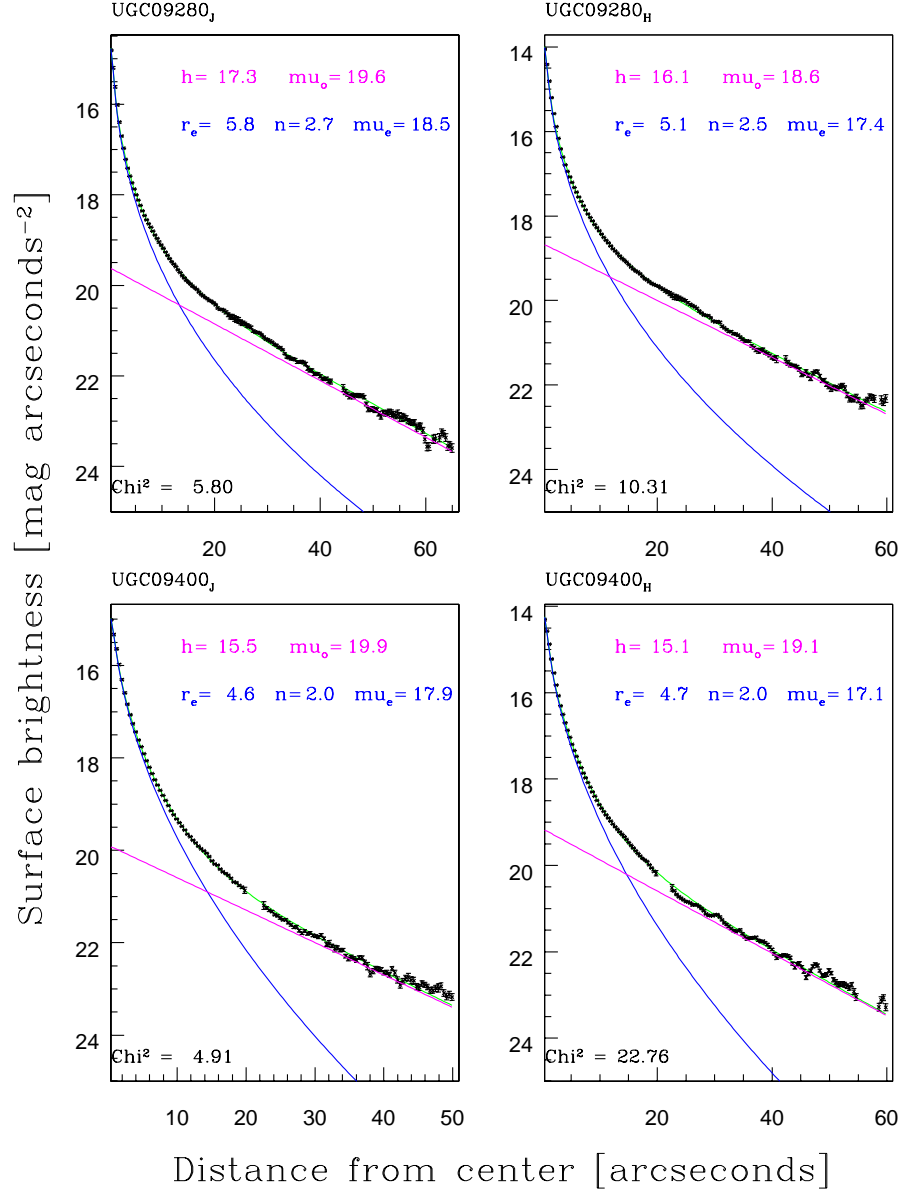 UGC09280J
h= 17.3 muo=19.6
re= 5.8 n=2.7 mue=18.5
16
18
20
22
24
Chi² = 5.80
20 40 60
UGC09280H
h= 16.1 muo=18.6
re= 5.1 n=2.5 mue=17.4
14
16
18
20
22
24
Chi² = 10.31
20 40 60
UGC09400J
h= 15.5 muo=19.9
re= 4.6 n=2.0 mue=17.9
16
18
20
22
24
Chi² = 4.91
10 20 30 40 50
UGC09400H
h= 15.1 muo=19.1
re= 4.7 n=2.0 mue=17.1
14
16
18
20
22
24
Chi² = 22.76
20 40 60
Surface brightness [mag arcseconds⁻²]
Distance from center [arcseconds]